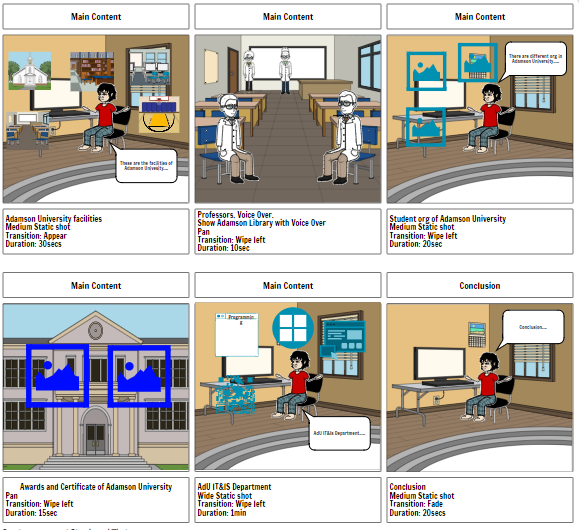 Main Content
Main Content
Main Content
These are the facilities of
Adamson Univesity....
There are different org in
Adamson University.....
Adamson University facilities
Medium Static shot
Transition: Appear
Duration: 30secs
Professors. Voice Over.
Show Adamson Library with Voice Over
Pan
Transition: Wipe left
Duration: 10sec
Student org of Adamson University
Medium Static shot
Transition: Wipe left
Duration: 20sec
Main Content
Main Content
Conclusion
Programmin
g
AdU IT&Is Department.....
Conclusion....
Awards and Certificate of Adamson University
Pan
Transition: Wipe left
Duration: 15sec
AdU IT&IS Department
Wide Static shot
Transition: Wipe left
Duration: 1min
Conclusion
Medium Static shot
Transition: Fade
Duration: 20secs